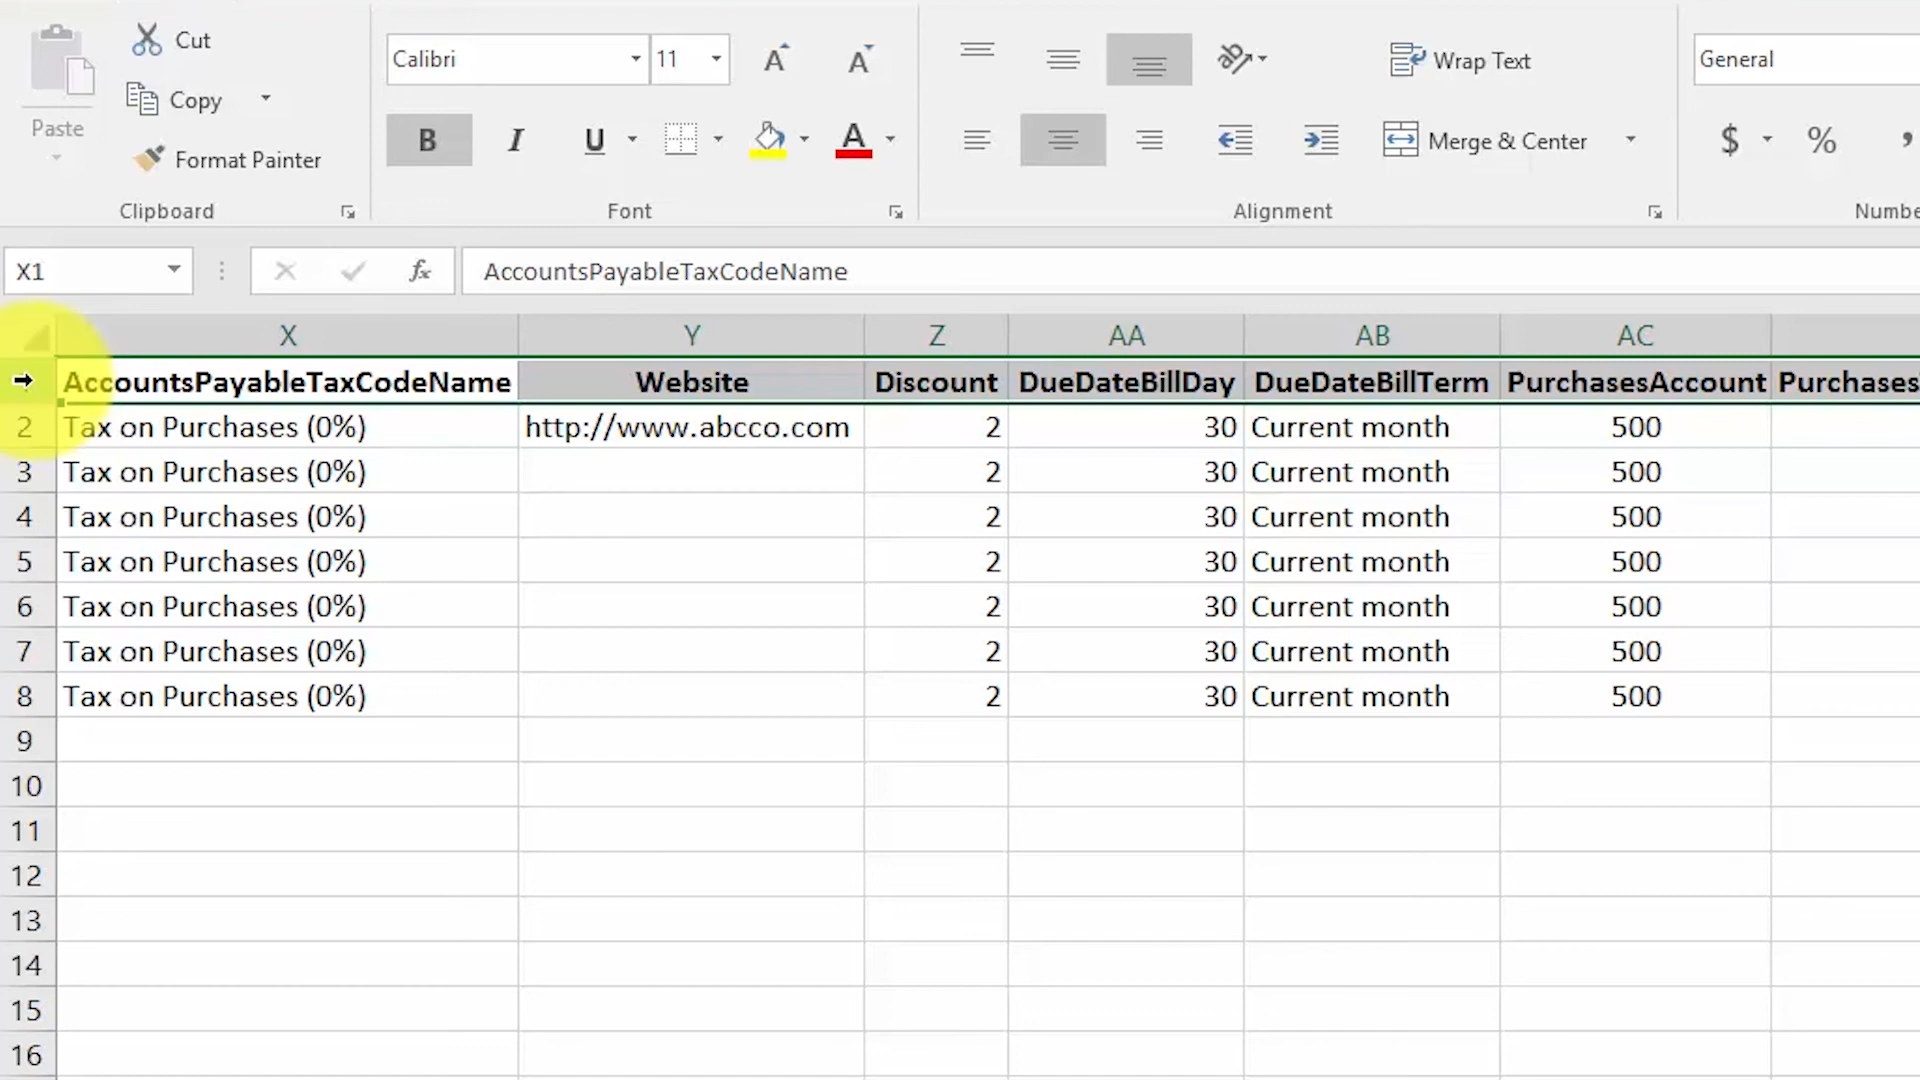 Cut
Copy
Format Painter
Paste
Clipboard
Calibri 11 A A
B I U A
Font
Wrap Text
Merge & Center
Alignment
General
$ % ,
X1 fx AccountsPayableTaxCodeName
X Y Z AA AB AC
AccountsPayableTaxCodeName Website Discount DueDateBillDay DueDateBillTerm PurchasesAccount
2 Tax on Purchases (0%) http://www.abcco.com 2 30 Current month 500
3 Tax on Purchases (0%) 2 30 Current month 500
4 Tax on Purchases (0%) 2 30 Current month 500
5 Tax on Purchases (0%) 2 30 Current month 500
6 Tax on Purchases (0%) 2 30 Current month 500
7 Tax on Purchases (0%) 2 30 Current month 500
8 Tax on Purchases (0%) 2 30 Current month 500
9
10
11
12
13
14
15
16